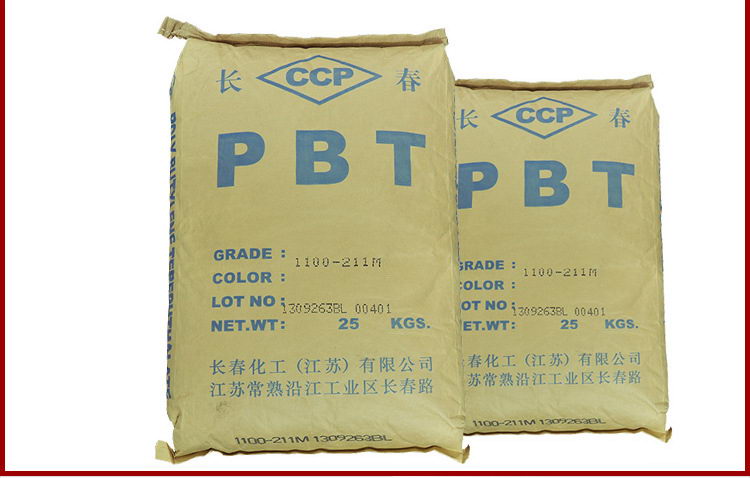 长 CCP 春
PBT
GRADE : 1100-211M
COLOR :
LOT NO: 1309263BL 00401
NET.WT: 25 KGS.
长春化工(江苏)有限公司
江苏常熟沿江工业区长春路
1100-211M 1309263BL
POLY BUTYLENE TEREPHTHALATE
长 CCP 春
PBT
GRADE : 1100-211M
COLOR :
LOT NO: 1309263BL 00401
NET.WT: 25 KGS.
长春化工(江苏)有限公司
江苏常熟沿江工业区长春路
1100-211M 1309263BL